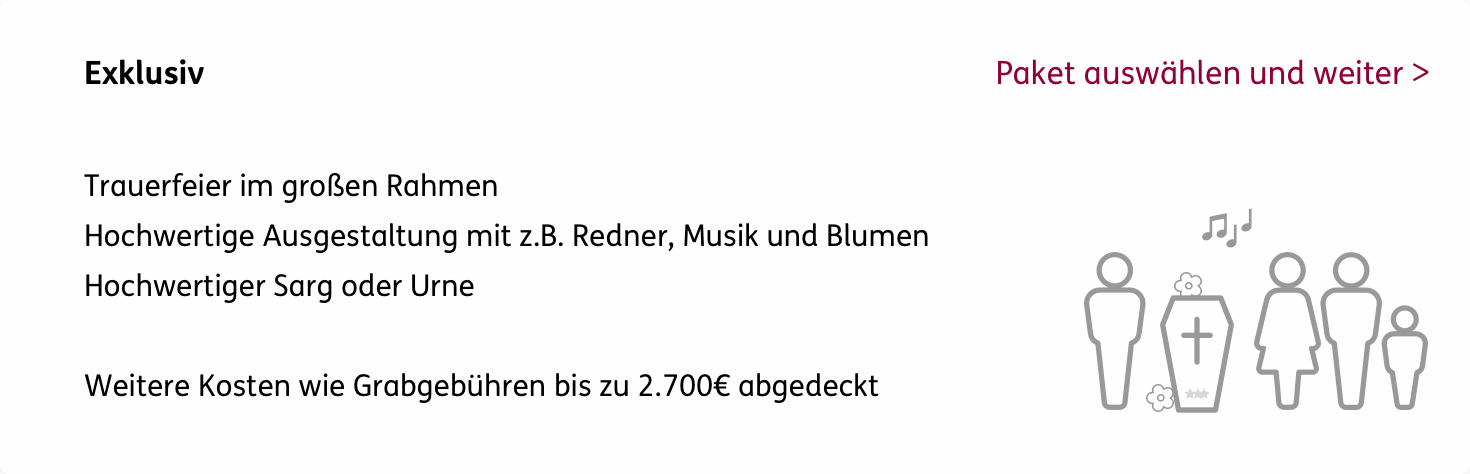 Exklusiv
Paket auswählen und weiter >
Trauerfeier im großen Rahmen
Hochwertige Ausgestaltung mit z.B. Redner, Musik und Blumen
Hochwertiger Sarg oder Urne
Weitere Kosten wie Grabgebühren bis zu 2.700€ abgedeckt